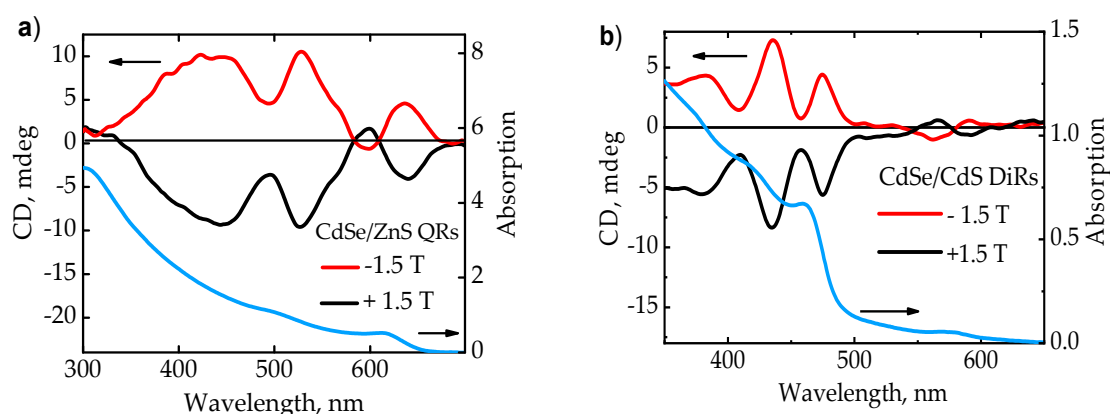 a)
10
5
0
-5
-10
-15
-20
CD, mdeg
8
6
4
2
0
Absorption
CdSe/ZnS QRs
-1.5 T
+ 1.5 T
300 400 500 600
Wavelength, nm
b)
10
5
0
-5
-10
-15
CD, mdeg
1.5
1.0
0.5
0.0
Absorption
CdSe/CdS DiRs
- 1.5 T
+1.5 T
400 500 600
Wavelength, nm